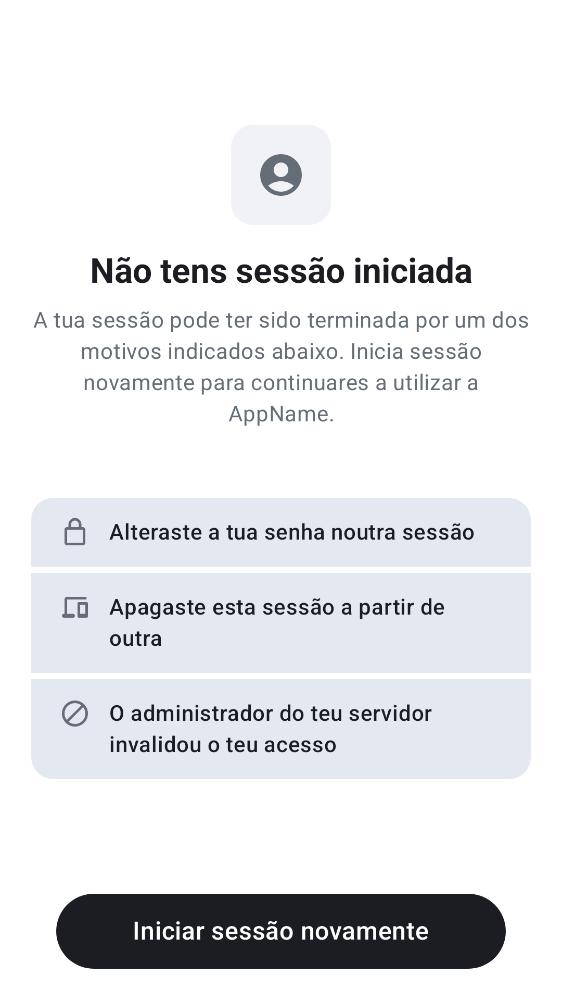 Não tens sessão iniciada
A tua sessão pode ter sido terminada por um dos
motivos indicados abaixo. Inicia sessão
novamente para continuares a utilizar a
AppName.
Alteraste a tua senha noutra sessão
Apagaste esta sessão a partir de
outra
O administrador do teu servidor
invalidou o teu acesso
Iniciar sessão novamente